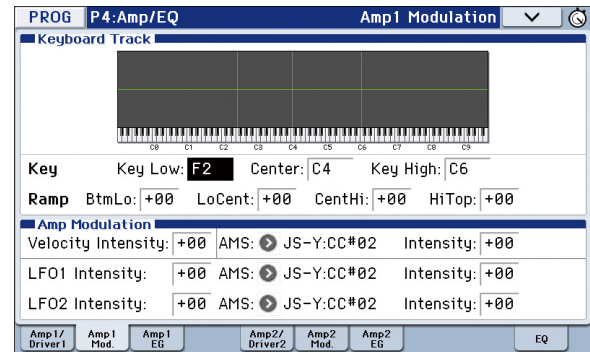 PROG P4:Amp/EQ Amp1 Modulation
Keyboard Track
C0 C1 C2 C3 C4 C5 C6 C7 C8 C9
Key Key Low: F2 Center: C4 Key High: C6
Ramp BtmLo: +00 LoCent: +00 CentHi: +00 HiTop: +00
Amp Modulation
Velocity Intensity: +00 AMS: JS-Y:CC#02 Intensity: +00
LFO1 Intensity: +00 AMS: JS-Y:CC#02 Intensity: +00
LFO2 Intensity: +00 AMS: JS-Y:CC#02 Intensity: +00
Amp1/ Amp1 Amp1 Amp2/ Amp2 Amp2 EQ
Driver1 Mod. EG Driver2 Mod. EG